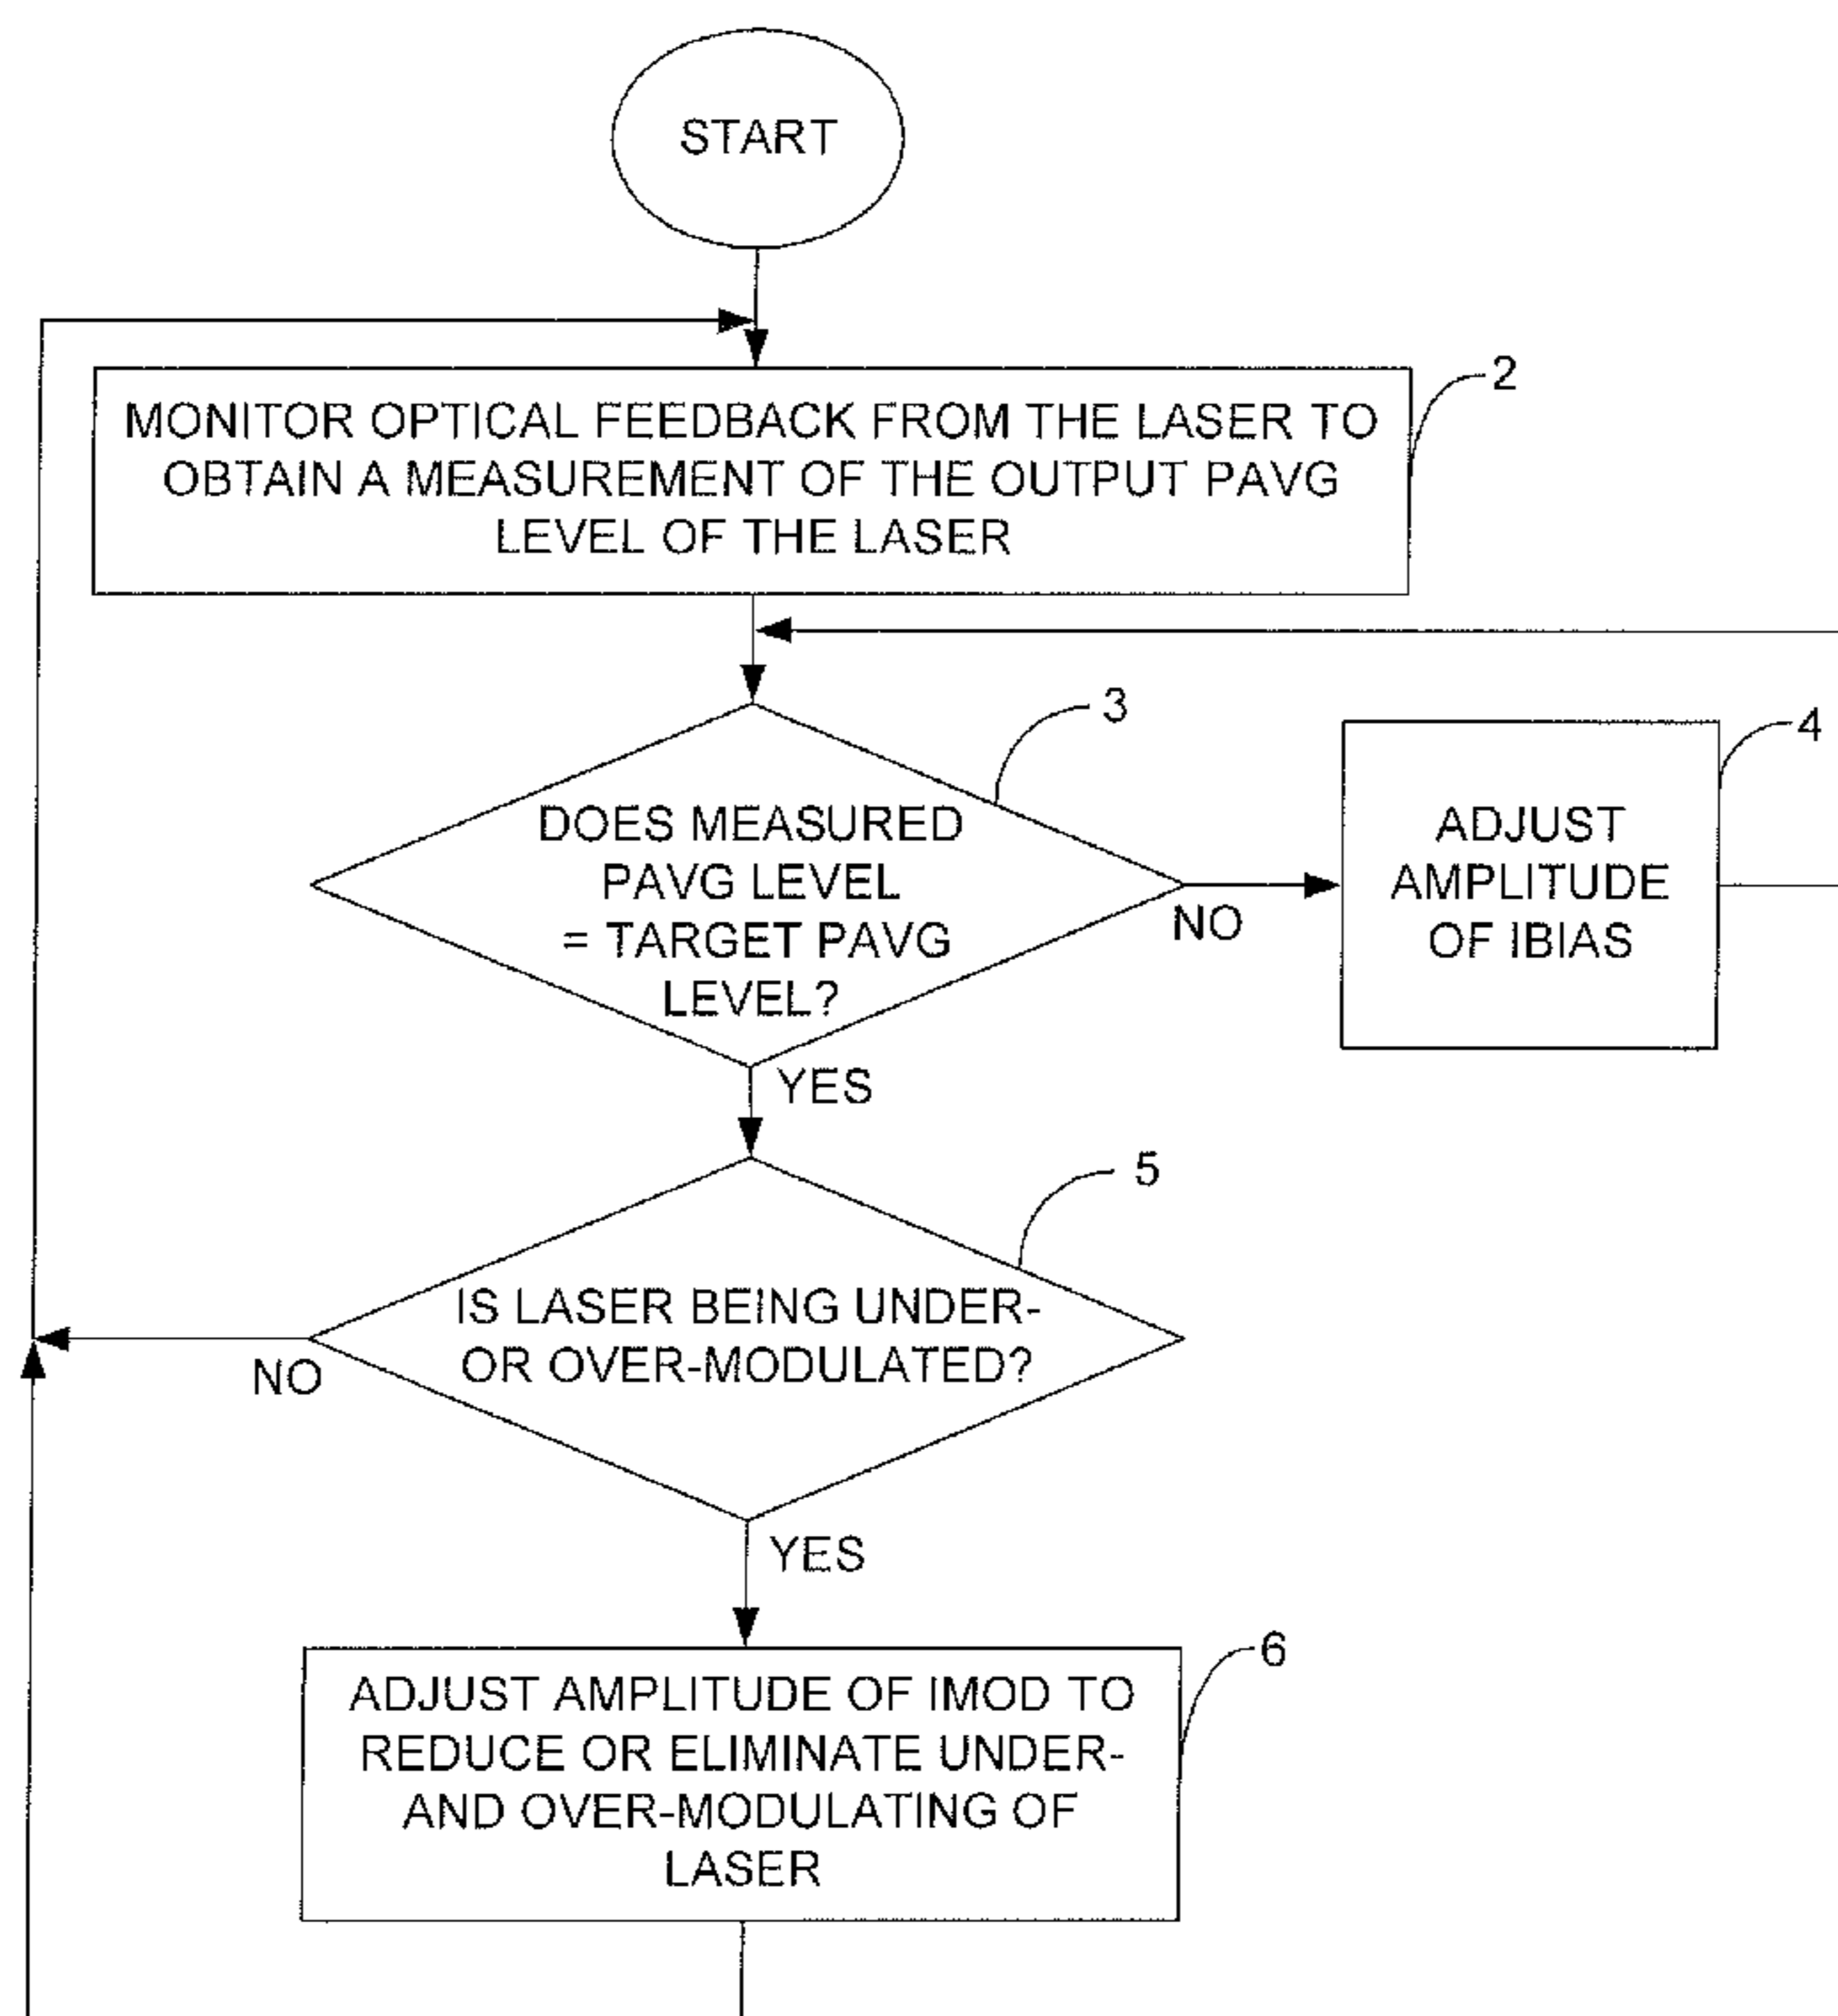 START
2
MONITOR OPTICAL FEEDBACK FROM THE LASER TO
OBTAIN A MEASUREMENT OF THE OUTPUT PAVG
LEVEL OF THE LASER
3
DOES MEASURED
PAVG LEVEL
= TARGET PAVG
LEVEL?
NO
4
ADJUST
AMPLITUDE
OF IBIAS
YES
5
IS LASER BEING UNDER-
OR OVER-MODULATED?
NO
YES
6
ADJUST AMPLITUDE OF IMOD TO
REDUCE OR ELIMINATE UNDER-
AND OVER-MODULATING OF
LASER